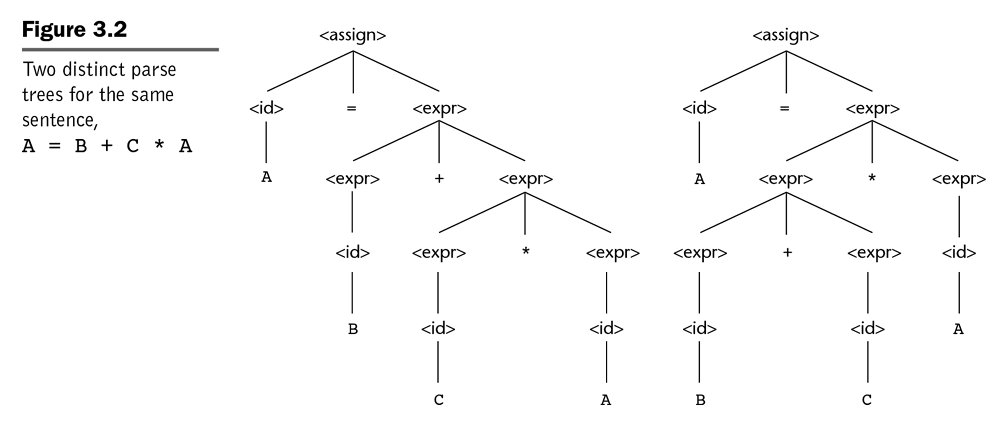 Figure 3.2
Two distinct parse
trees for the same
sentence,
A = B + C * A
<assign>
<id> = <expr>
A <expr> + <expr>
<id> <expr> * <expr>
B <id> <id>
C A
<assign>
<id> = <expr>
A <expr> * <expr>
<expr> + <expr> <id>
<id> <id> A
B C